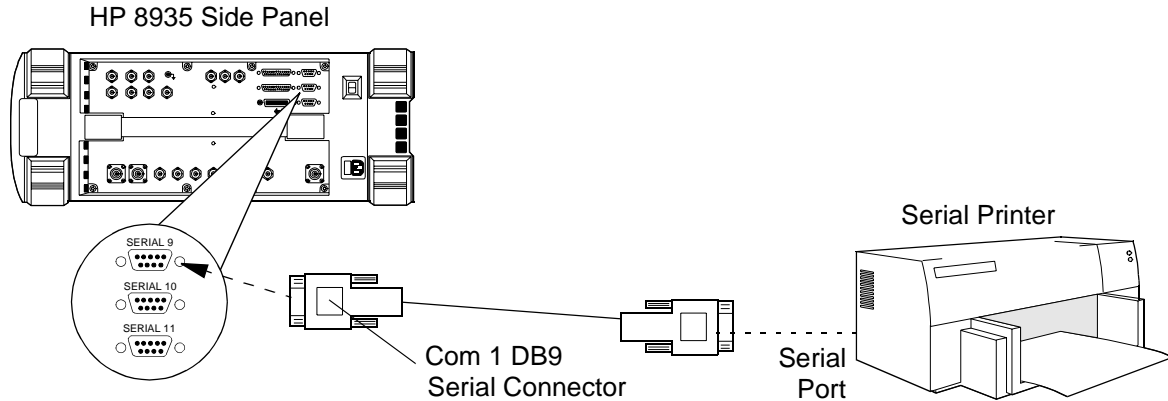 HP 8935 Side Panel
SERIAL 9
SERIAL 10
SERIAL 11
Com 1 DB9
Serial Connector
Serial Printer
Serial
Port